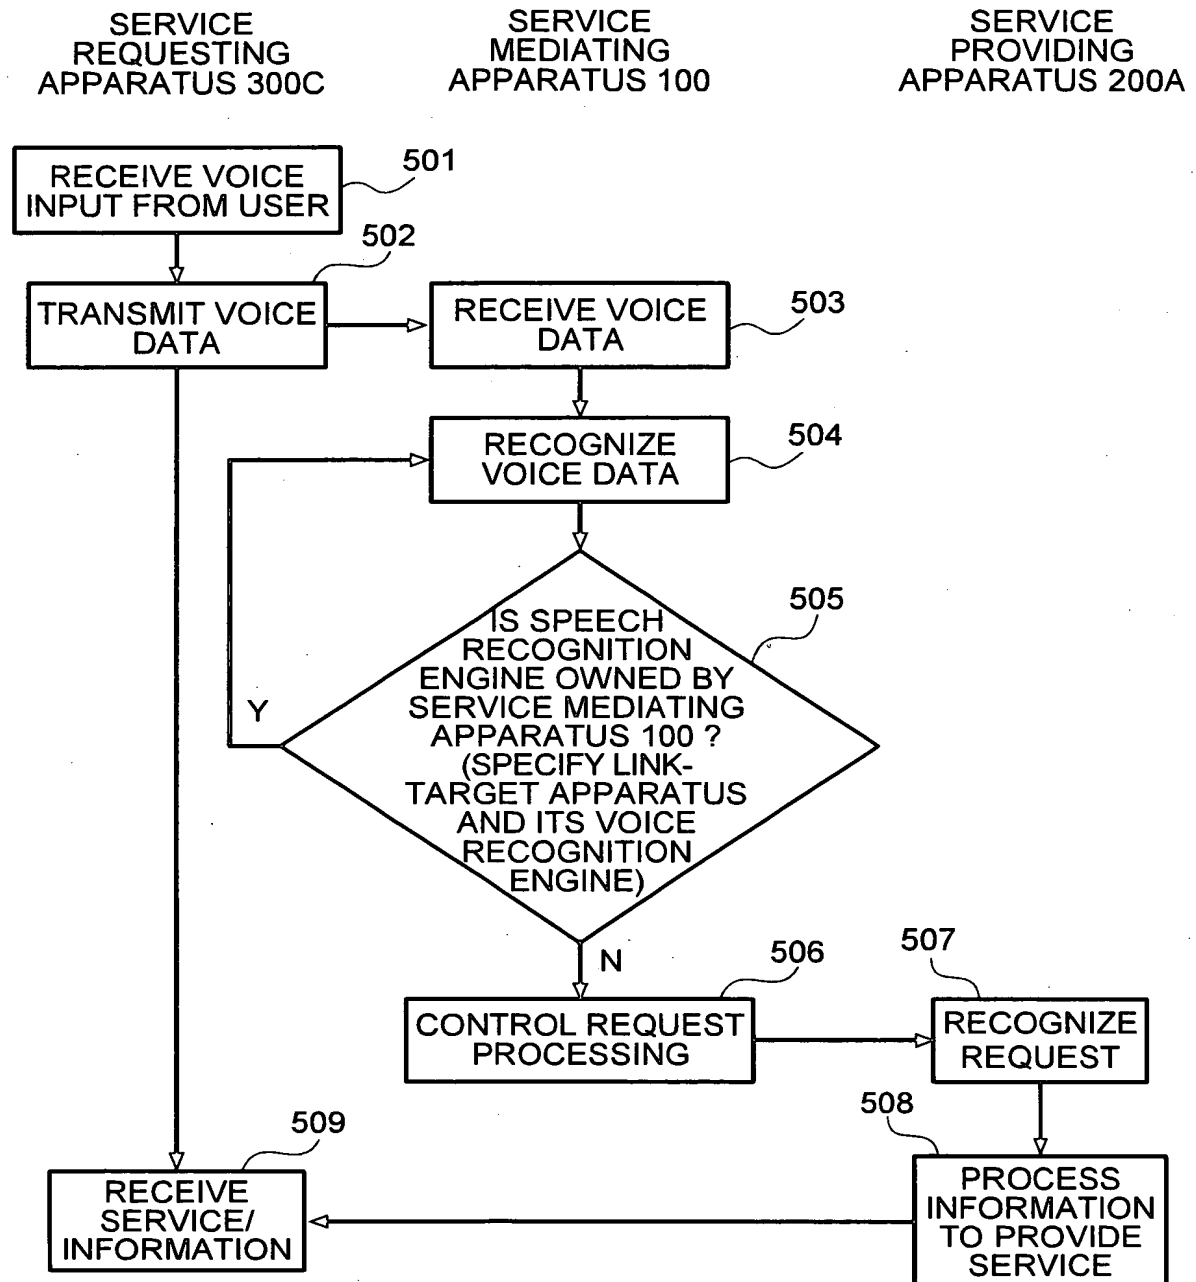 SERVICE
REQUESTING
APPARATUS 300C
SERVICE
MEDIATING
APPARATUS 100
SERVICE
PROVIDING
APPARATUS 200A
501
RECEIVE VOICE
INPUT FROM USER
502
TRANSMIT VOICE
DATA
RECEIVE VOICE
DATA
503
RECOGNIZE
VOICE DATA
504
505
IS SPEECH
RECOGNITION
ENGINE OWNED BY
SERVICE MEDIATING
APPARATUS 100 ?
(SPECIFY LINK-
TARGET APPARATUS
AND ITS VOICE
RECOGNITION
ENGINE)
Y
N
506
CONTROL REQUEST
PROCESSING
507
RECOGNIZE
REQUEST
508
PROCESS
INFORMATION
TO PROVIDE
SERVICE
509
RECEIVE
SERVICE/
INFORMATION